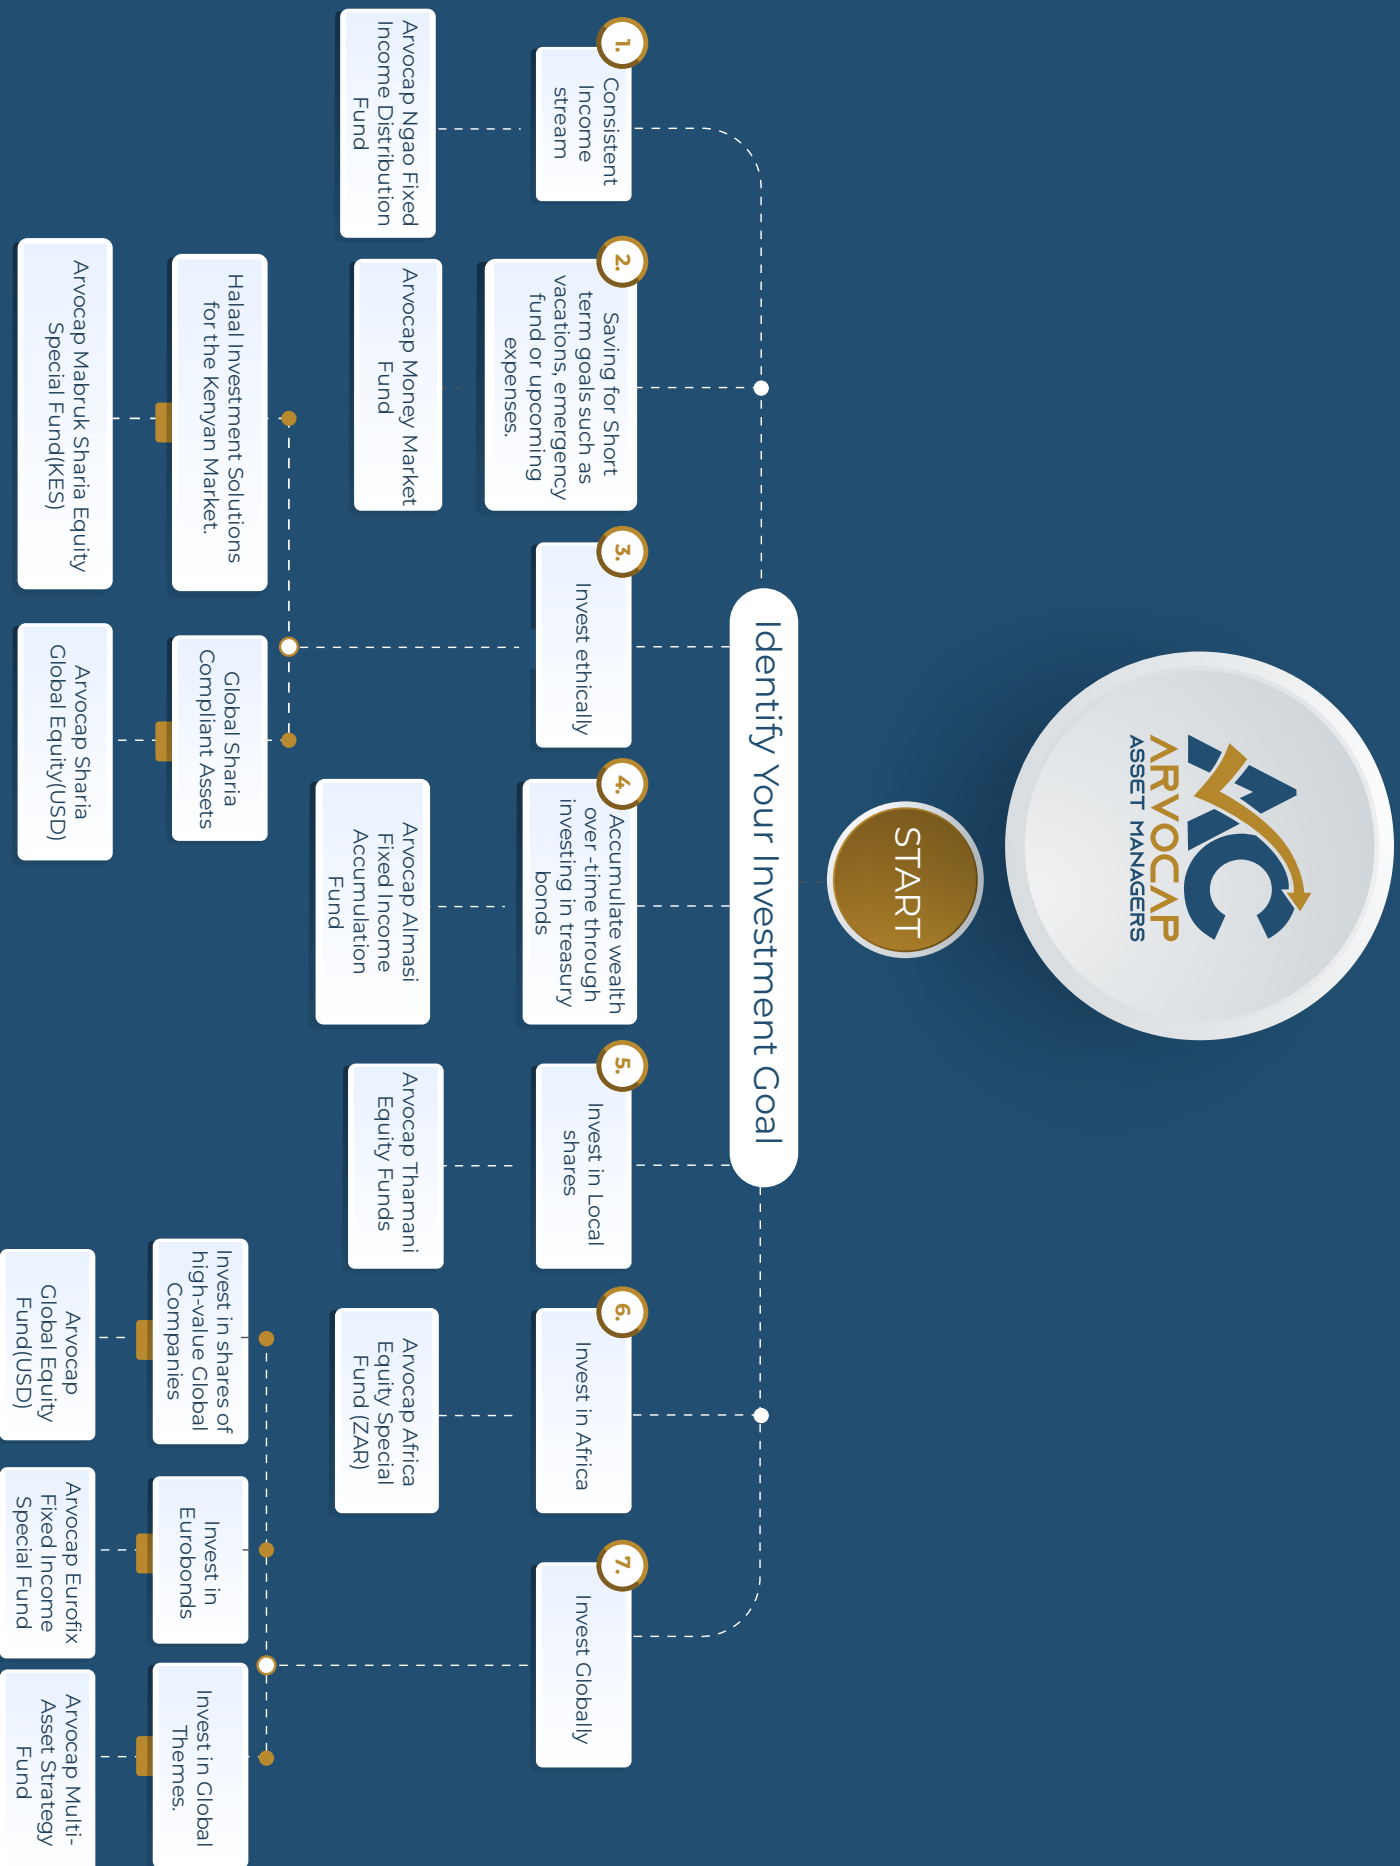 ARVOCAP
ASSET MANAGERS
START
Identify Your Investment Goal
1.
Consistent
Income
stream
Arvocap Ngao Fixed
Income Distribution
Fund
2.
Saving for Short
term goals such as
vacations, emergency
fund or upcoming
expenses.
Arvocap Money Market
Fund
3.
Invest ethically
Halaal Investment Solutions
for the Kenyan Market.
Arvocap Mabruk Sharia Equity
Special Fund(KES)
Global Sharia
Compliant Assets
Arvocap Sharia
Global Equity(USD)
4.
Accumulate wealth
over -time through
investing in treasury
bonds
Arvocap Almasi
Fixed Income
Accumulation
Fund
5.
Invest in Local
shares
Arvocap Thamani
Equity Funds
6.
Invest in Africa
Arvocap Africa
Equity Special
Fund (ZAR)
7.
Invest Globally
Invest in shares of
high-value Global
Companies
Arvocap
Global Equity
Fund(USD)
Invest in
Eurobonds
Arvocap Eurofix
Fixed Income
Special Fund
Invest in Global
Themes.
Arvocap Multi-
Asset Strategy
Fund